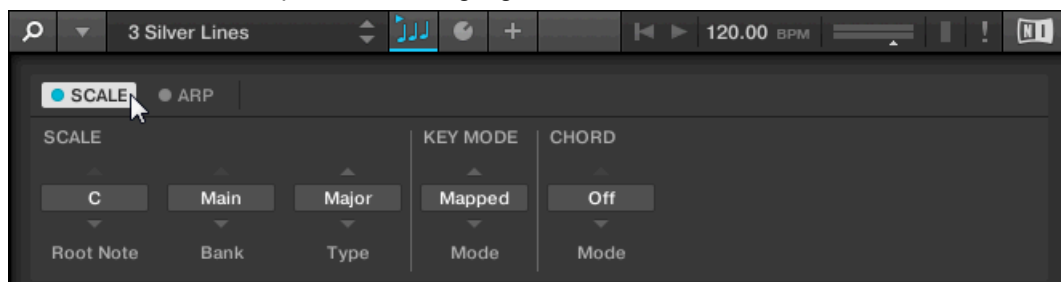 3 Silver Lines 120.00 BPM ! NI
SCALE ARP
SCALE KEY MODE CHORD
C Main Major Mapped Off
Root Note Bank Type Mode Mode